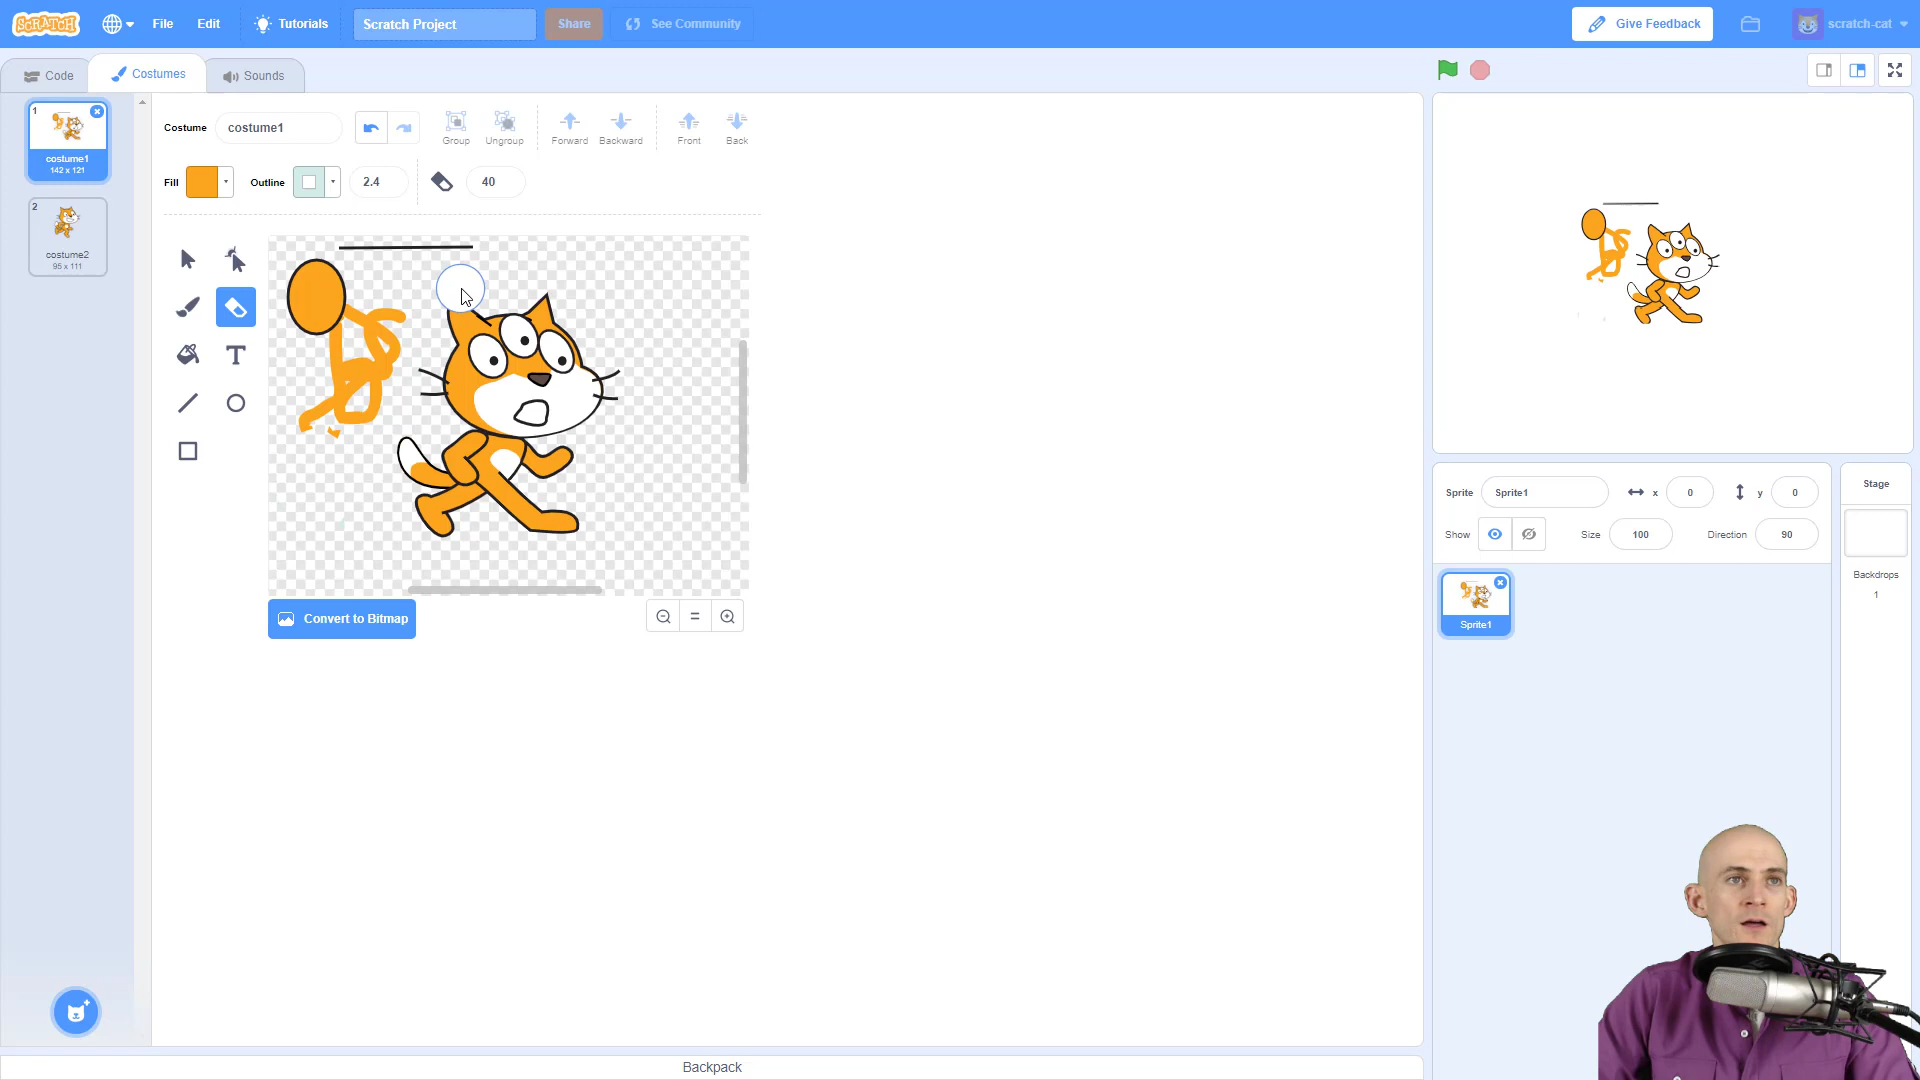 SCRATCH
File
Edit
Tutorials
Scratch Project
Share
See Community
Give Feedback
scratch-cat
Code
Costumes
Sounds
1
costume1
142 x 121
2
costume2
95 x 111
Costume
costume1
Group
Ungroup
Forward
Backward
Front
Back
Fill
Outline
2.4
40
Convert to Bitmap
Sprite
Sprite1
x
0
y
0
Show
Size
100
Direction
90
Sprite1
Stage
Backdrops
1
Backpack